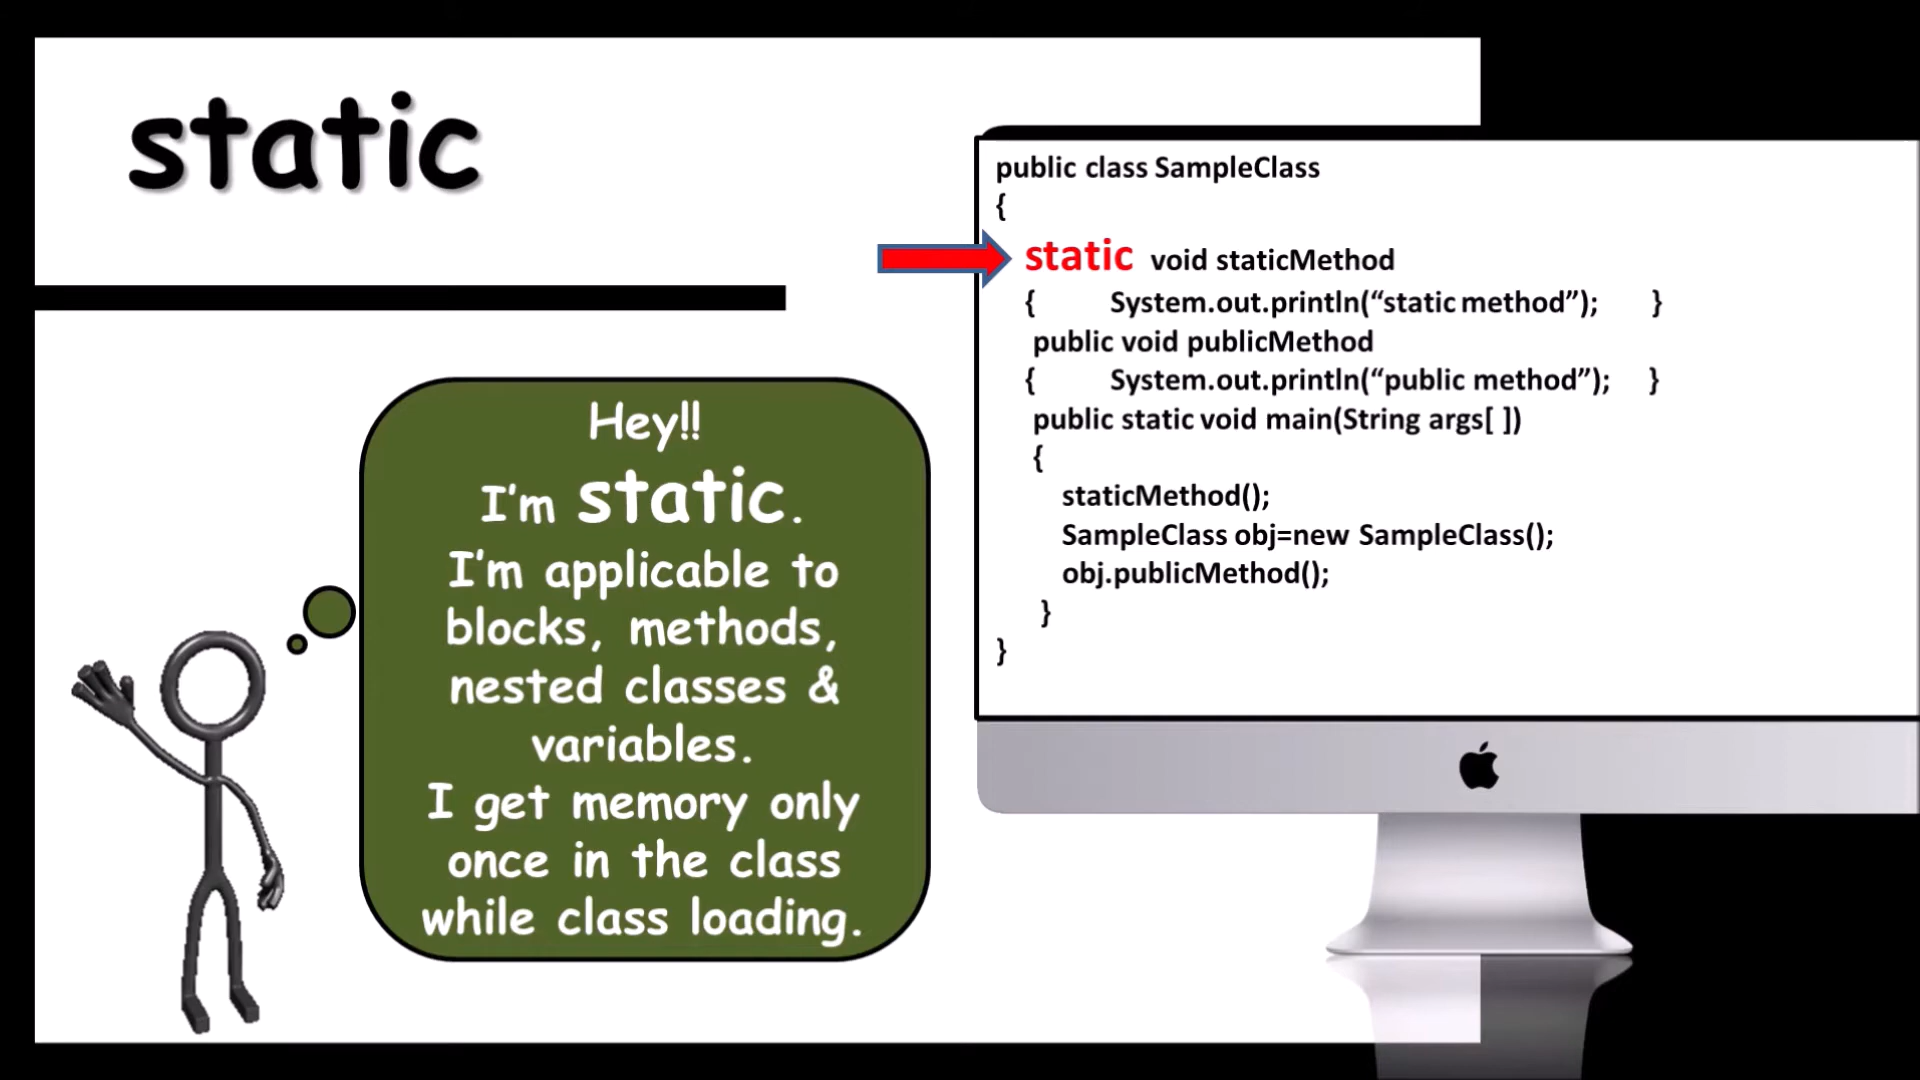 static
Hey!!
I'm static.
I'm applicable to
blocks, methods,
nested classes &
variables.
I get memory only
once in the class
while class loading.
public class SampleClass
{
static void staticMethod
{ System.out.println(“static method”); }
public void publicMethod
{ System.out.println(“public method”); }
public static void main(String args[ ])
{
staticMethod();
SampleClass obj=new SampleClass();
obj.publicMethod();
}
}